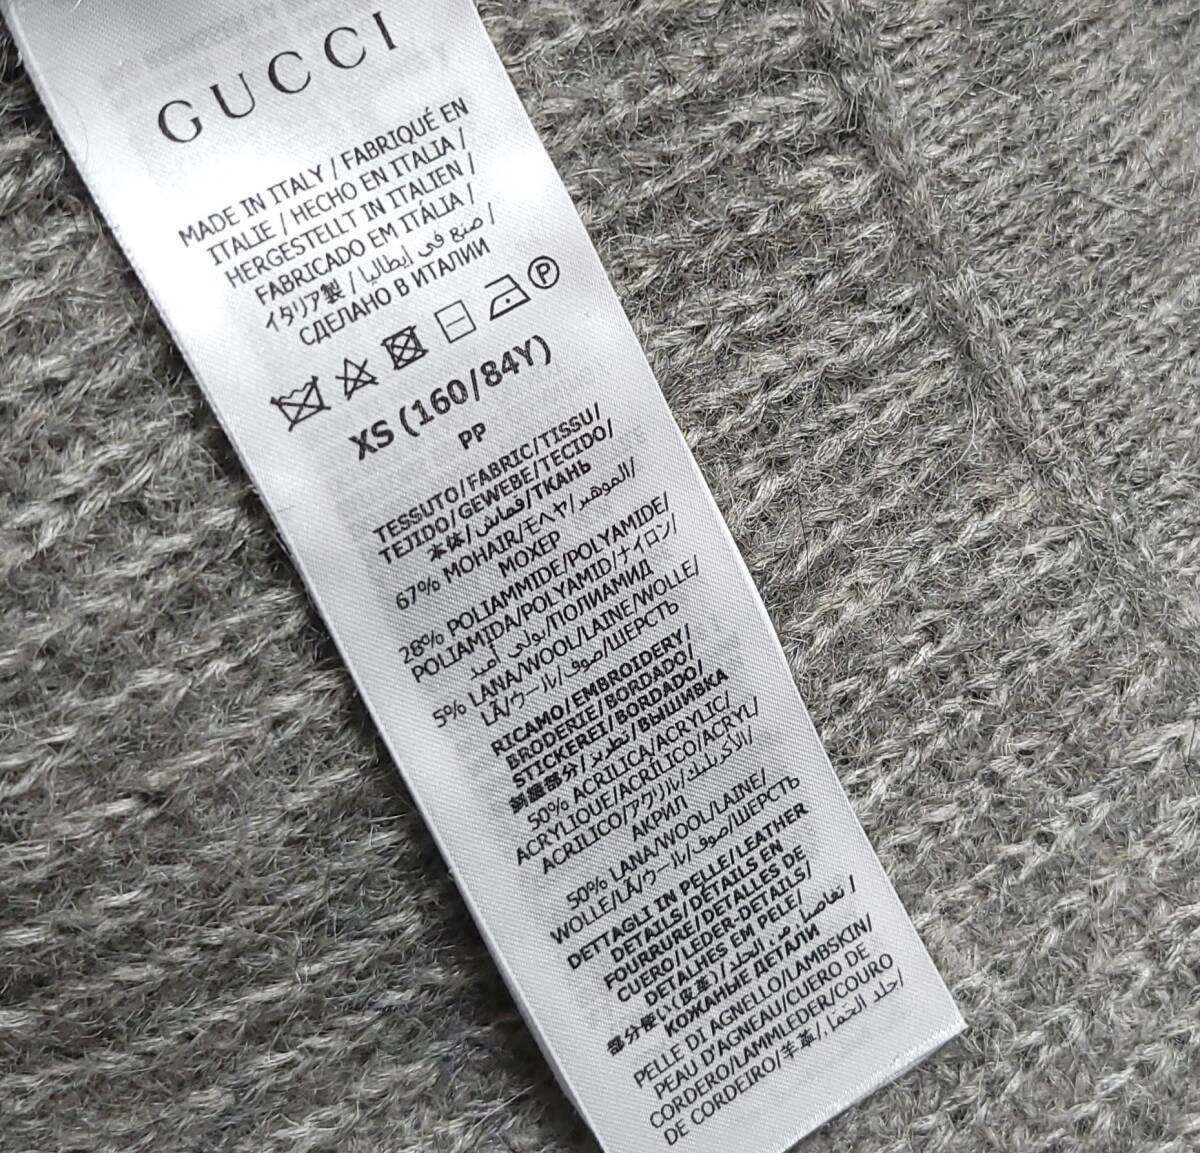 GUCCI
MADE IN ITALY / FABRIQUÉ EN
ITALIE / HECHO EN ITALIA /
HERGESTELLT IN ITALIEN /
FABRICADO EM ITÁLIA /
イタリア製 / صنع في إيطاليا /
СДЕЛАНО В ИТАЛИИ
P
XS (160/84Y)
PP
TESSUTO/FABRIC/TISSU/
TEJIDO/GEWEBE/TECIDO/
本体/قماش/ТКАНЬ
67% MOHAIR/モヘヤ/الموهير/
МОХЕР
28% POLIAMMIDE/POLYAMIDE/
POLIAMIDA/POLYAMID/ナイロン/
بولي أميد/ПОЛИАМИД
5% LANA/WOOL/LAINE/WOLLE/
LÃ/ウール/صوف/ШЕРСТЬ
RICAMO/EMBROIDERY/
BRODERIE/BORDADO/
STICKEREI/BORDADO/
刺繍部分/تطريز/ВЫШИВКА
50% ACRILICA/ACRYLIC/
ACRYLIQUE/ACRÍLICO/ACRYL/
ACRILICO/アクリル/الأكريليك/
АКРИЛ
50% LANA/WOOL/LAINE/
WOLLE/LÃ/ウール/صوف/ШЕРСТЬ
DETTAGLI IN PELLE/LEATHER
DETAILS/DÉTAILS EN
FOURRURE/DETALLES DE
CUERO/LEDER-DETAILS/
DETALHES EM PELE/
部分使い(皮革)/تفاصيل من الجلد/
КОЖАНЫЕ ДЕТАЛИ
PELLE DI AGNELLO/LAMBSKIN/
PEAU D'AGNEAU/CUERO DE
CORDERO/LAMMLEDER/COURO
DE CORDEIRO/羊革/جلد الحمل/